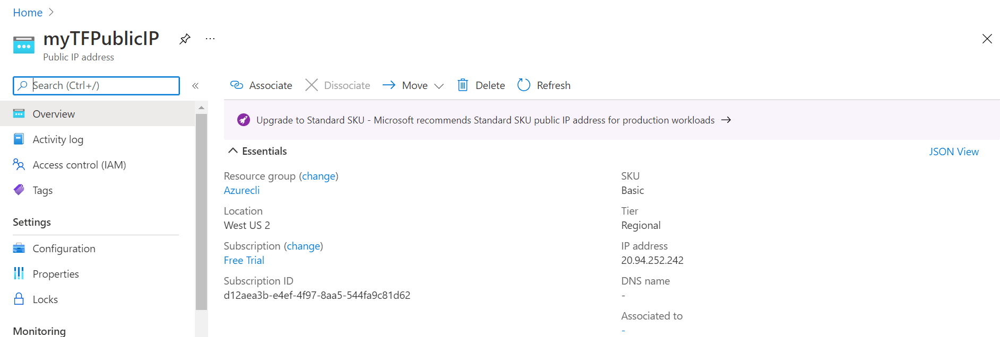 Home
myTFPublicIP
Public IP address
Search (Ctrl+/)
Overview
Activity log
Access control (IAM)
Tags
Settings
Configuration
Properties
Locks
Monitoring
Associate Dissociate Move Delete Refresh
Upgrade to Standard SKU - Microsoft recommends Standard SKU public IP address for production workloads
Essentials
JSON View
Resource group (change)
Azurecli
Location
West US 2
Subscription (change)
Free Trial
Subscription ID
d12aea3b-e4ef-4f97-8aa5-544fa9c81d62
SKU
Basic
Tier
Regional
IP address
20.94.252.242
DNS name
-
Associated to
-